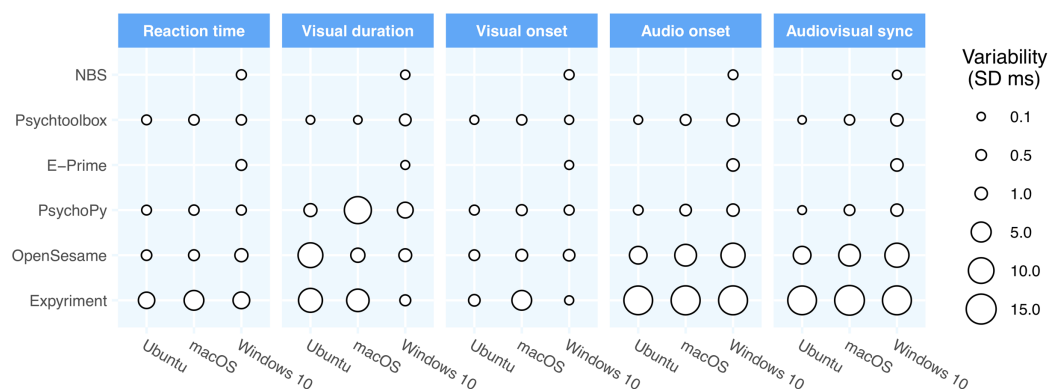 Reaction time
Visual duration
Visual onset
Audio onset
Audiovisual sync
NBS
Psychtoolbox
E−Prime
PsychoPy
OpenSesame
Expyriment
Ubuntu
macOS
Windows 10
Ubuntu
macOS
Windows 10
Ubuntu
macOS
Windows 10
Ubuntu
macOS
Windows 10
Ubuntu
macOS
Windows 10
Variability
(SD ms)
0.1
0.5
1.0
5.0
10.0
15.0